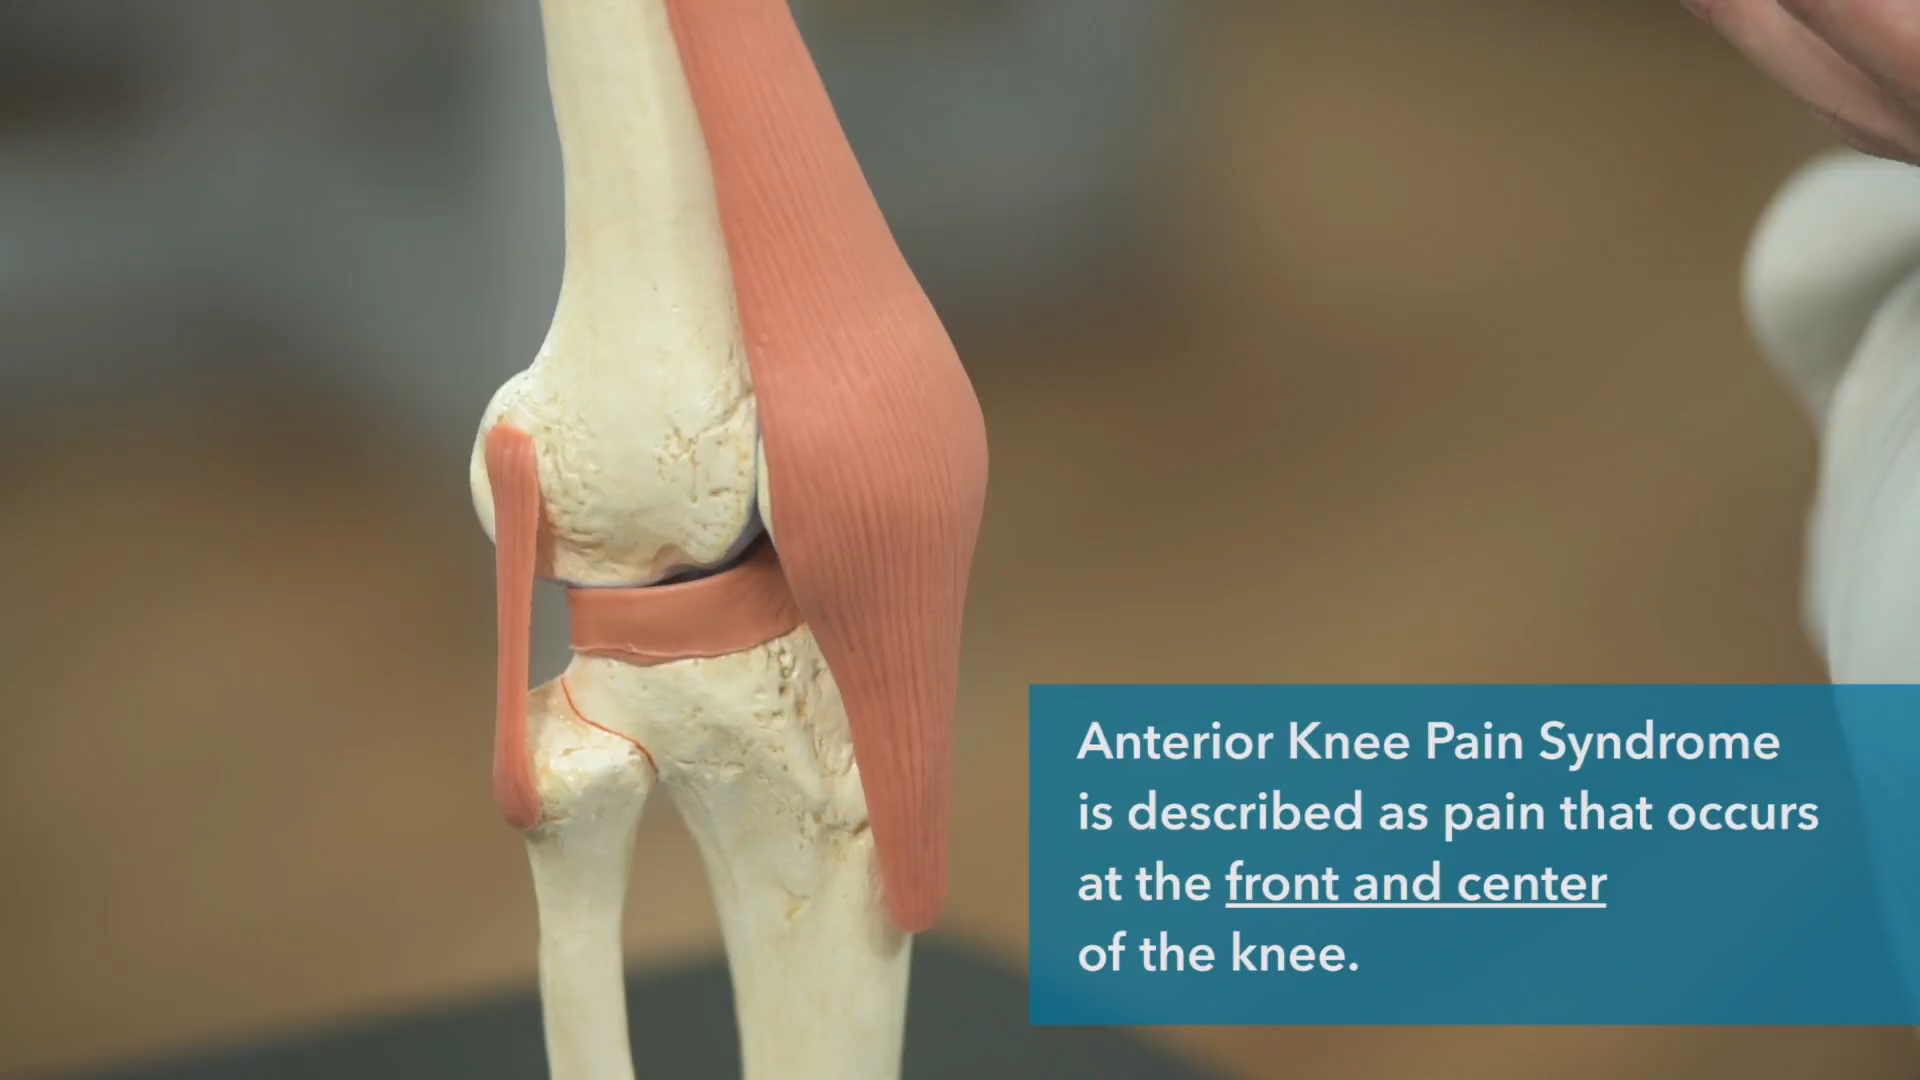 Anterior Knee Pain Syndrome
is described as pain that occurs
at the front and center
of the knee.